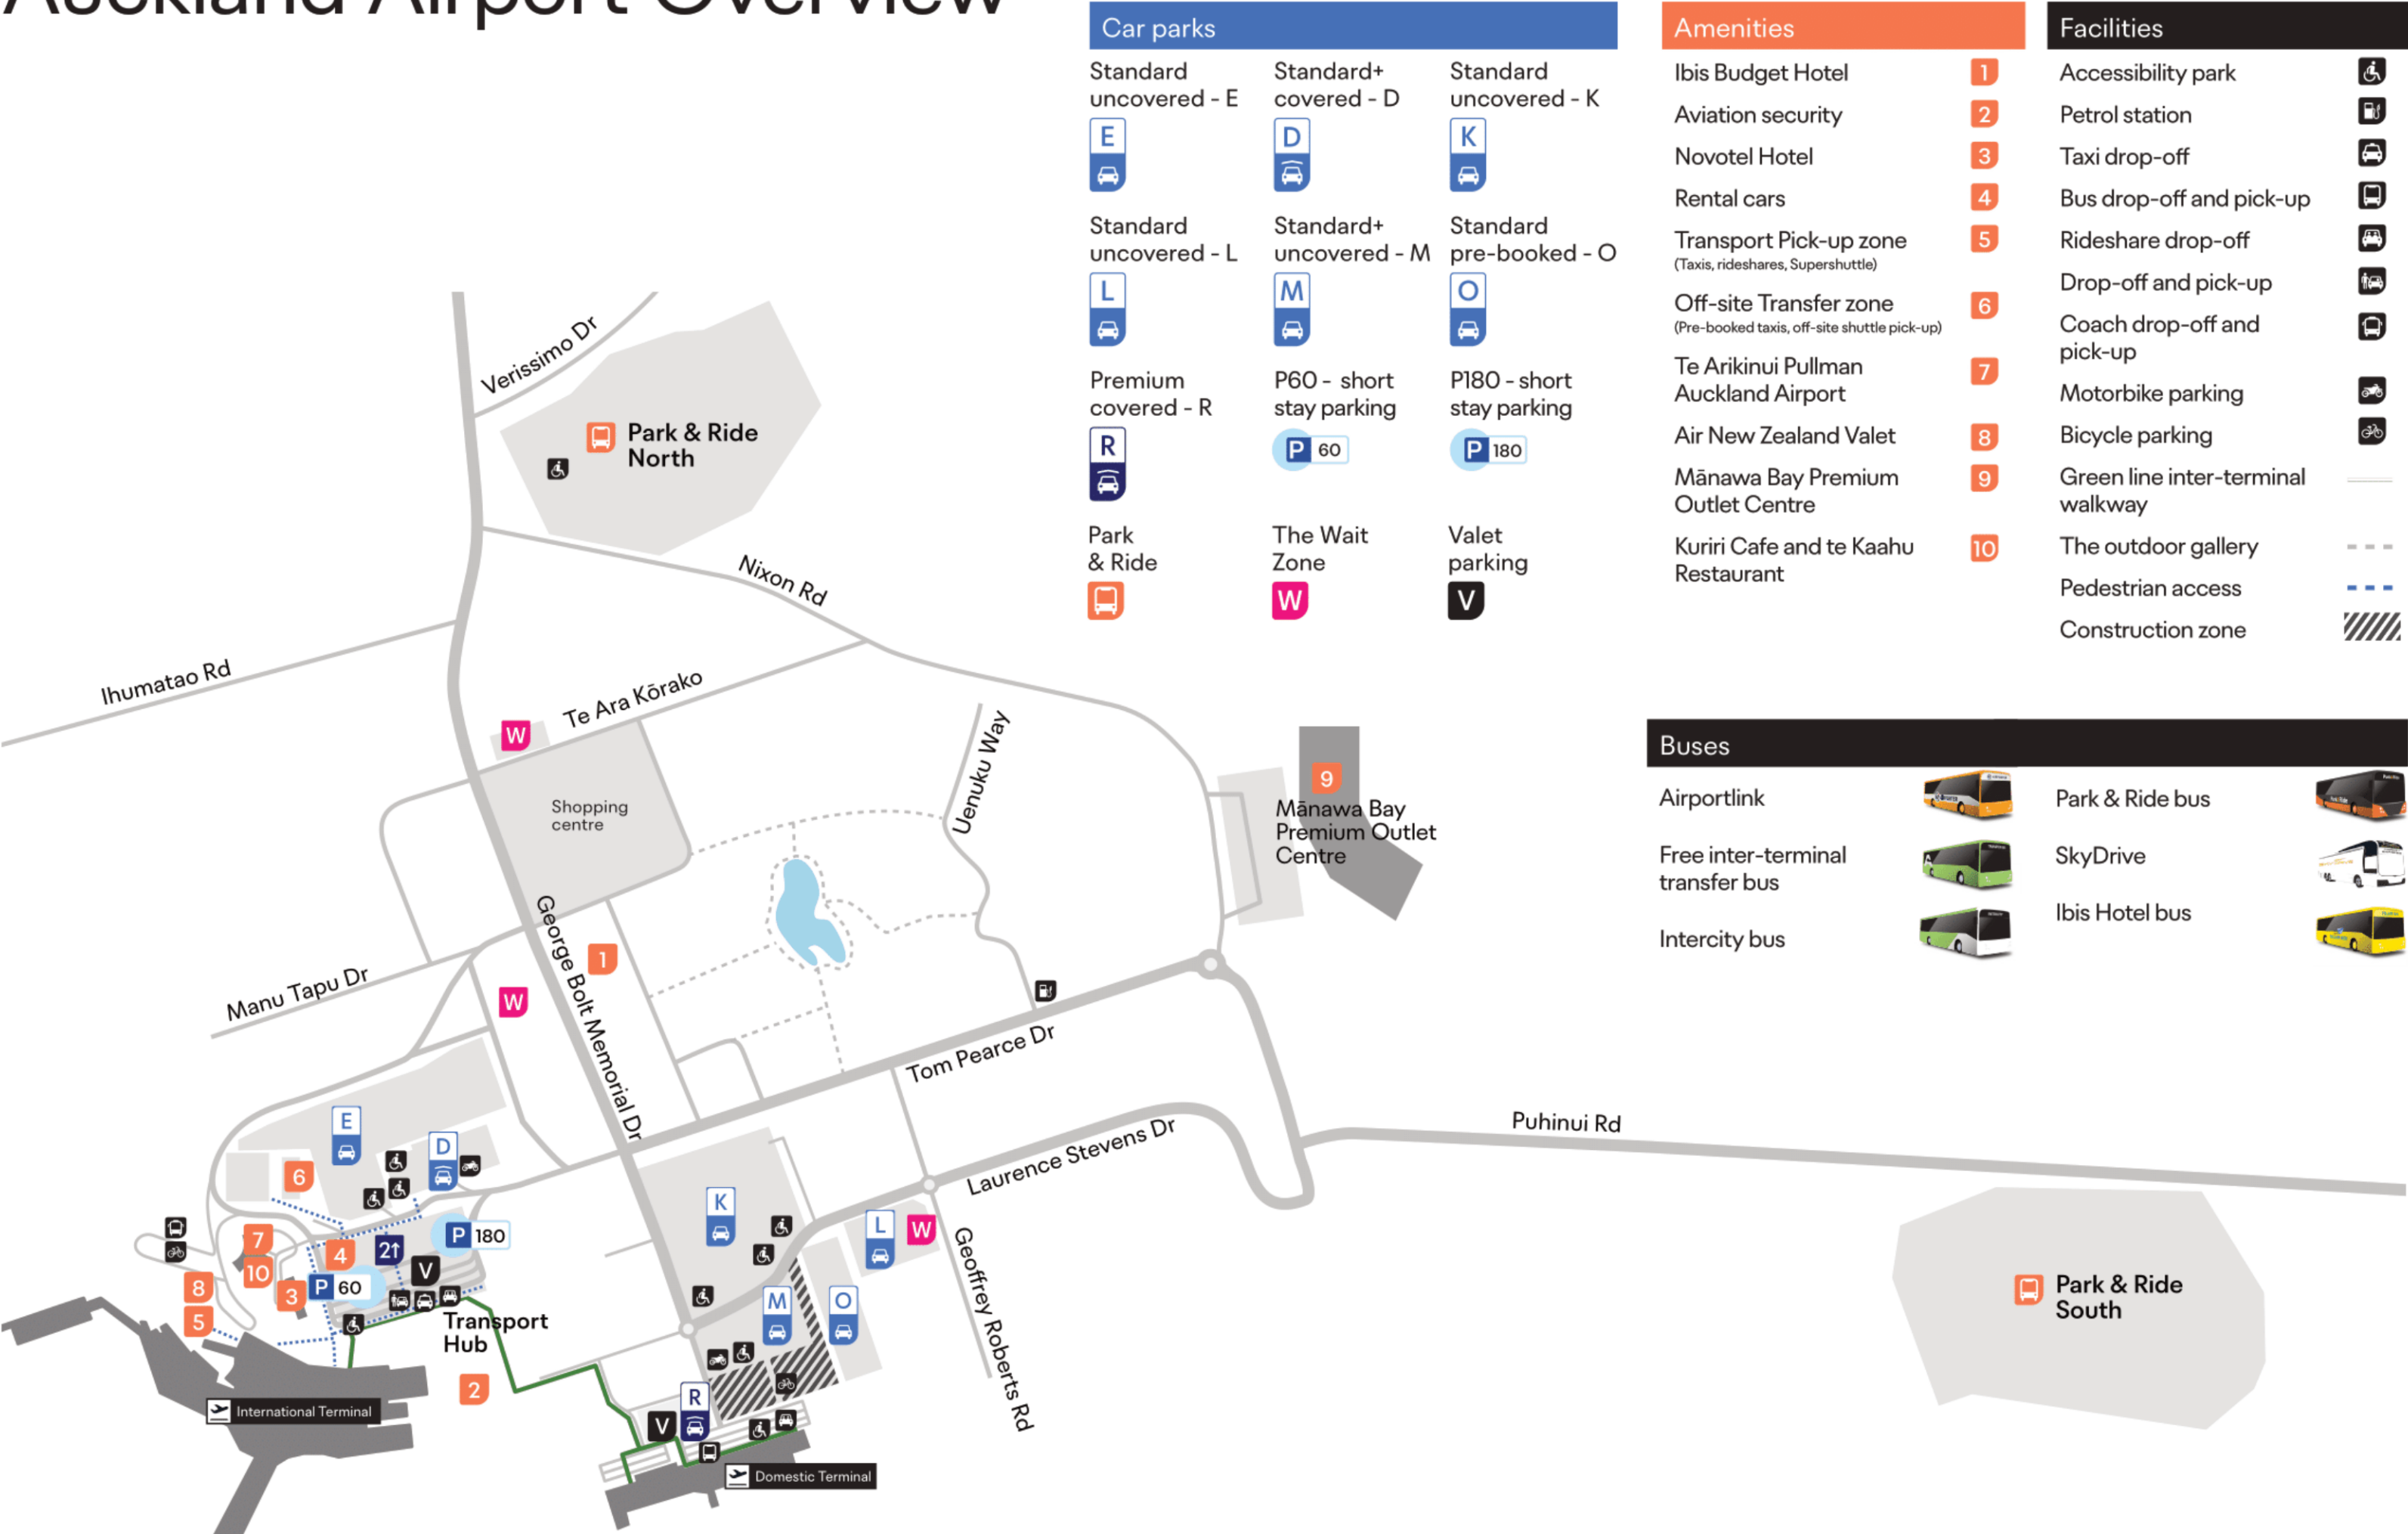 Auckland Airport Overview
Car parks
Standard
uncovered - E
Standard+
covered - D
Standard
uncovered - K
E
D
K
Standard
uncovered - L
Standard+
uncovered - M
Standard
pre-booked - O
L
M
O
Premium
covered - R
P60 - short
stay parking
P180 - short
stay parking
R
P 60
P 180
Park
& Ride
The Wait
Zone
Valet
parking
W
V
Amenities
Ibis Budget Hotel 1
Aviation security 2
Novotel Hotel 3
Rental cars 4
Transport Pick-up zone 5
(Taxis, rideshares, Supershuttle)
Off-site Transfer zone 6
(Pre-booked taxis, off-site shuttle pick-up)
Te Arikinui Pullman
Auckland Airport 7
Air New Zealand Valet 8
Mānawa Bay Premium 9
Outlet Centre
Kuriri Cafe and te Kaahu 10
Restaurant
Facilities
Accessibility park
Petrol station
Taxi drop-off
Bus drop-off and pick-up
Rideshare drop-off
Drop-off and pick-up
Coach drop-off and
pick-up
Motorbike parking
Bicycle parking
Green line inter-terminal
walkway
The outdoor gallery
Pedestrian access
Construction zone
Buses
Airportlink
Free inter-terminal
transfer bus
Intercity bus
Park & Ride bus
SkyDrive
Ibis Hotel bus
Verissimo Dr
Park & Ride
North
Nixon Rd
Ihumatao Rd
Te Ara Kōrako
W
Shopping
centre
Uenuku Way
9
Mānawa Bay
Premium Outlet
Centre
George Bolt Memorial Dr
1
Manu Tapu Dr
W
Tom Pearce Dr
Puhinui Rd
Laurence Stevens Dr
E
D
6
K
L
W
7
4
2↑
P 180
10
V
8
3
P 60
5
M
O
Geoffrey Roberts Rd
Transport
Hub
2
R
V
International Terminal
Domestic Terminal
Park & Ride
South